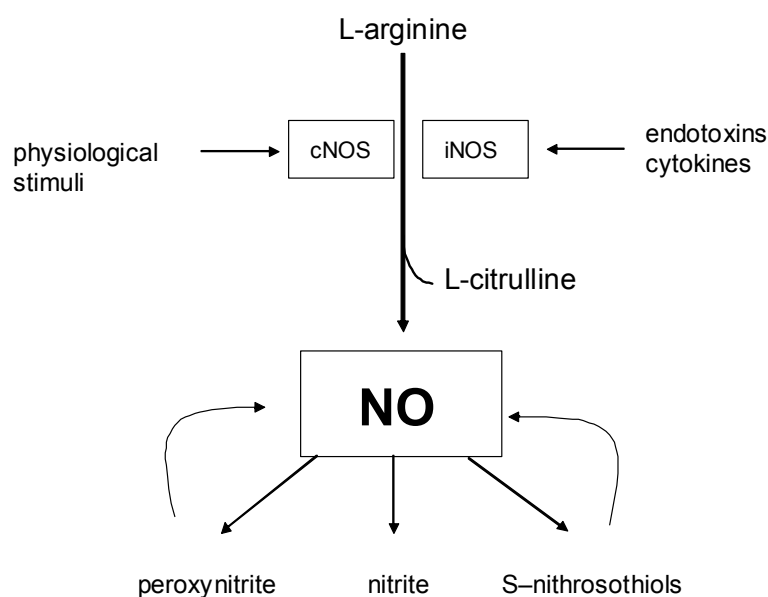 L-arginine
physiological
stimuli
cNOS
iNOS
endotoxins
cytokines
L-citrulline
NO
peroxynitrite
nitrite
S–nithrosothiols